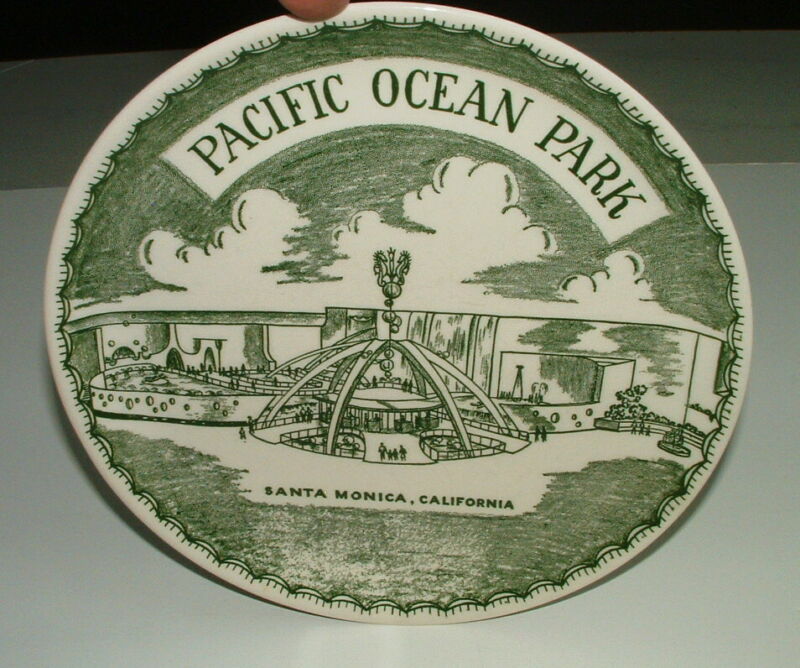 PACIFIC OCEAN PARK
SANTA MONICA, CALIFORNIA